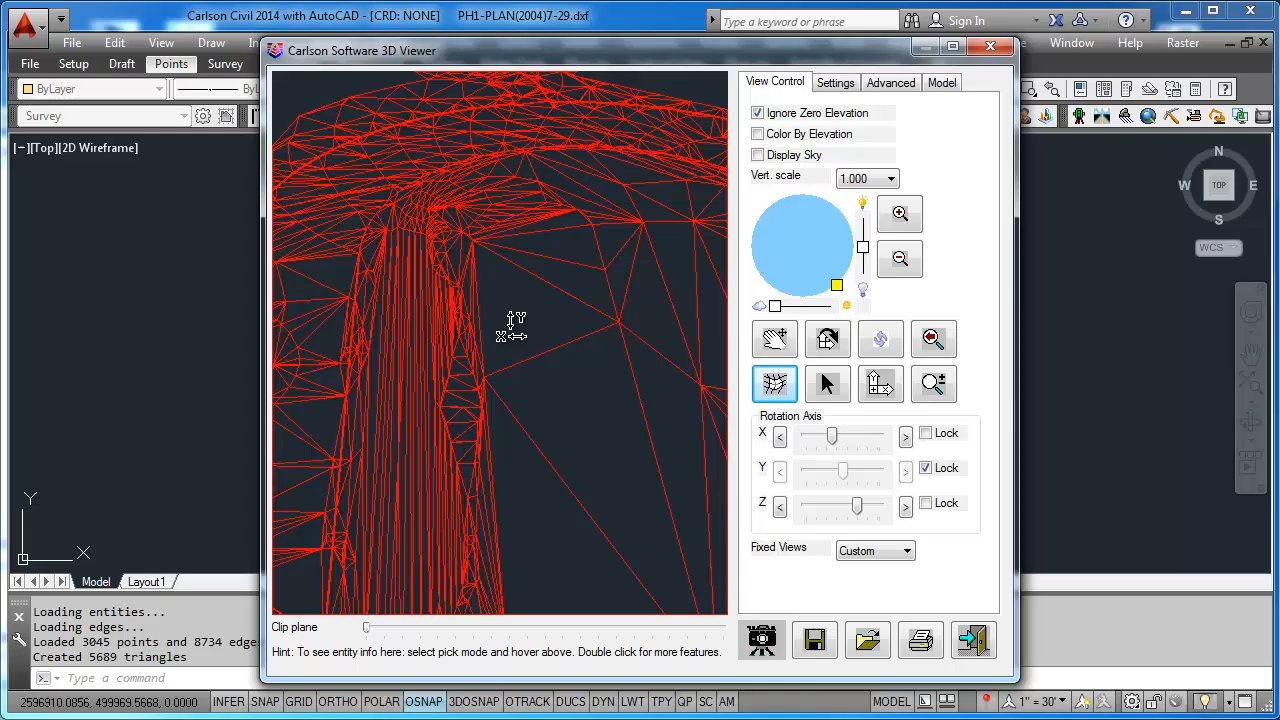 Carlson Civil 2014 with AutoCAD - [CRD: NONE] PH1-PLAN(2004)7-29.dxf
Type a keyword or phrase
Sign In
File Edit View Draw Window Help Raster
File Setup Draft Points Survey
ByLayer
Survey
[−][Top][2D Wireframe]
Carlson Software 3D Viewer
View Control Settings Advanced Model
Ignore Zero Elevation
Color By Elevation
Display Sky
Vert. scale 1.000
Rotation Axis
X < > Lock
Y < > Lock
Z < > Lock
Fixed Views Custom
Y
X
N
W TOP E
S
WCS
Y
X
Clip plane
Hint: To see entity info here: select pick mode and hover above. Double click for more features.
Model Layout1
Loading entities...
Loading edges...
Loaded 3045 points and 8734 edge
Created 5689 triangles
Type a command
2596910.0856, 499969.5668, 0.0000 INFER SNAP GRID ORTHO POLAR OSNAP 3DOSNAP OTRACK DUCS DYN LWT TPY QP SC AM MODEL 1" = 30'